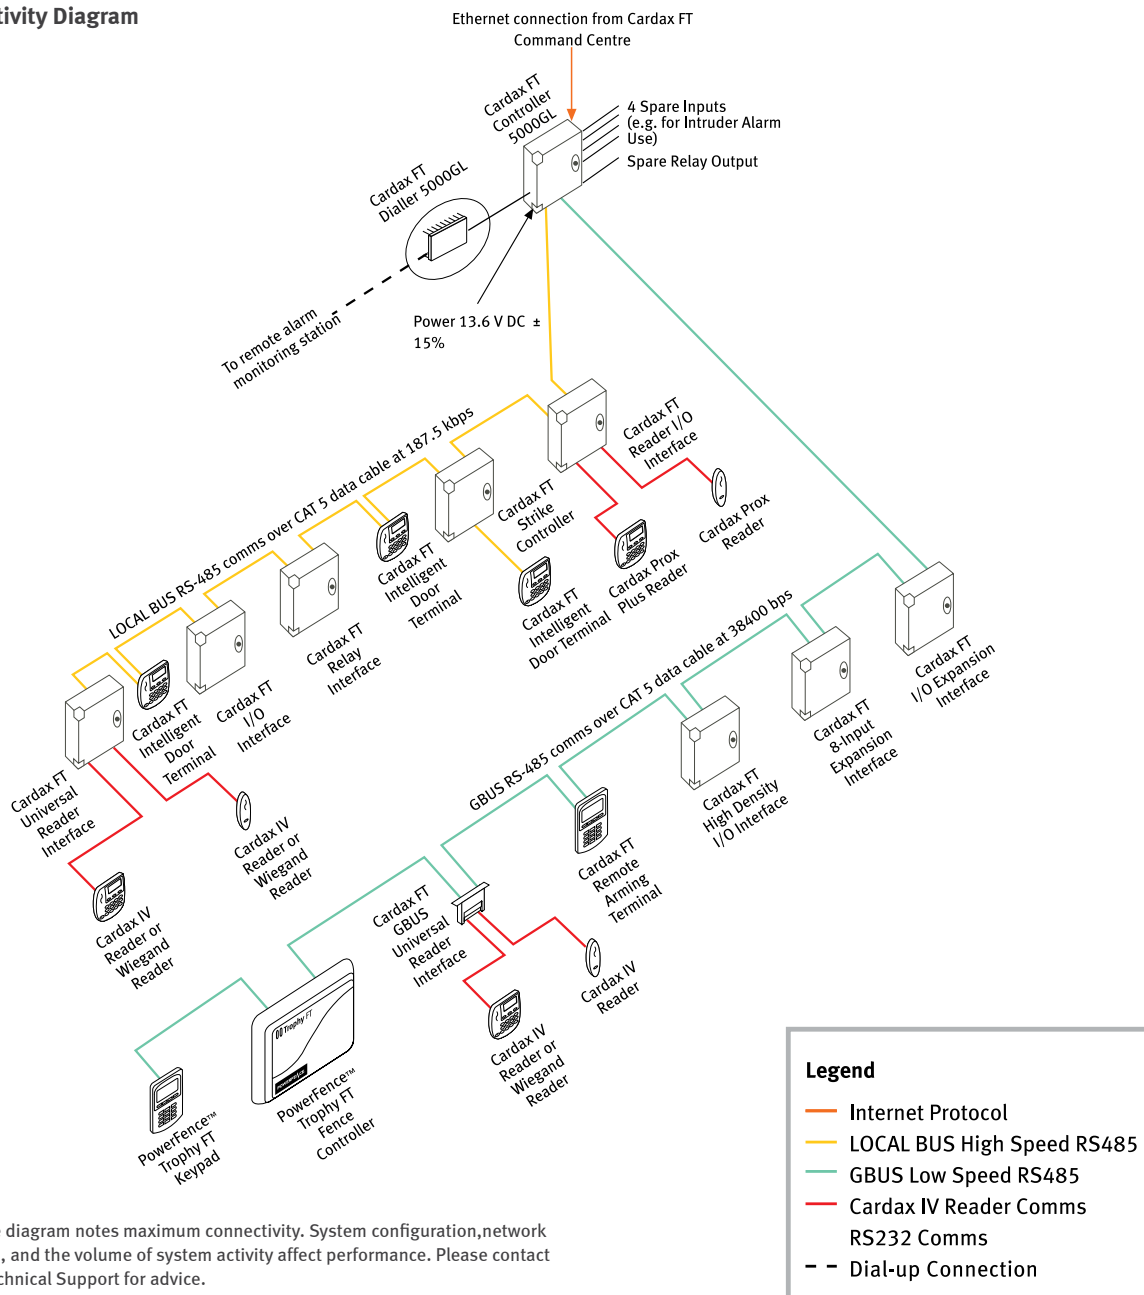 tivity Diagram
Ethernet connection from Cardax FT
Command Centre
Cardax FT
Controller
5000GL
4 Spare Inputs
(e.g. for Intruder Alarm
Use)
Spare Relay Output
Cardax FT
Dialler 5000GL
Power 13.6 V DC ±
15%
To remote alarm
monitoring station
LOCAL BUS RS-485 comms over CAT 5 data cable at 187.5 kbps
Cardax FT
Reader I/O
Interface
Cardax Prox
Reader
Cardax FT
Strike
Controller
Cardax Prox
Plus Reader
Cardax FT
Intelligent
Door Terminal
Cardax FT
Intelligent
Door
Terminal
Cardax FT
Relay
Interface
Cardax FT
I/O
Interface
Cardax FT
Intelligent
Door
Terminal
Cardax FT
Universal
Reader
Interface
Cardax IV
Reader or
Wiegand
Reader
Cardax IV
Reader or
Wiegand
Reader
GBUS RS-485 comms over CAT 5 data cable at 38400 bps
Cardax FT
I/O Expansion
Interface
Cardax FT
8-Input
Expansion
Interface
Cardax FT
High Density
I/O Interface
Cardax FT
Remote
Arming
Terminal
Cardax FT
GBUS
Universal
Reader
Interface
Cardax IV
Reader
Cardax IV
Reader or
Wiegand
Reader
Trophy FT
PowerFence™
Trophy FT
Fence
Controller
PowerFence™
Trophy FT
Keypad
Legend
Internet Protocol
LOCAL BUS High Speed RS485
GBUS Low Speed RS485
Cardax IV Reader Comms
RS232 Comms
Dial-up Connection
e diagram notes maximum connectivity. System configuration,network
, and the volume of system activity affect performance. Please contact
chnical Support for advice.